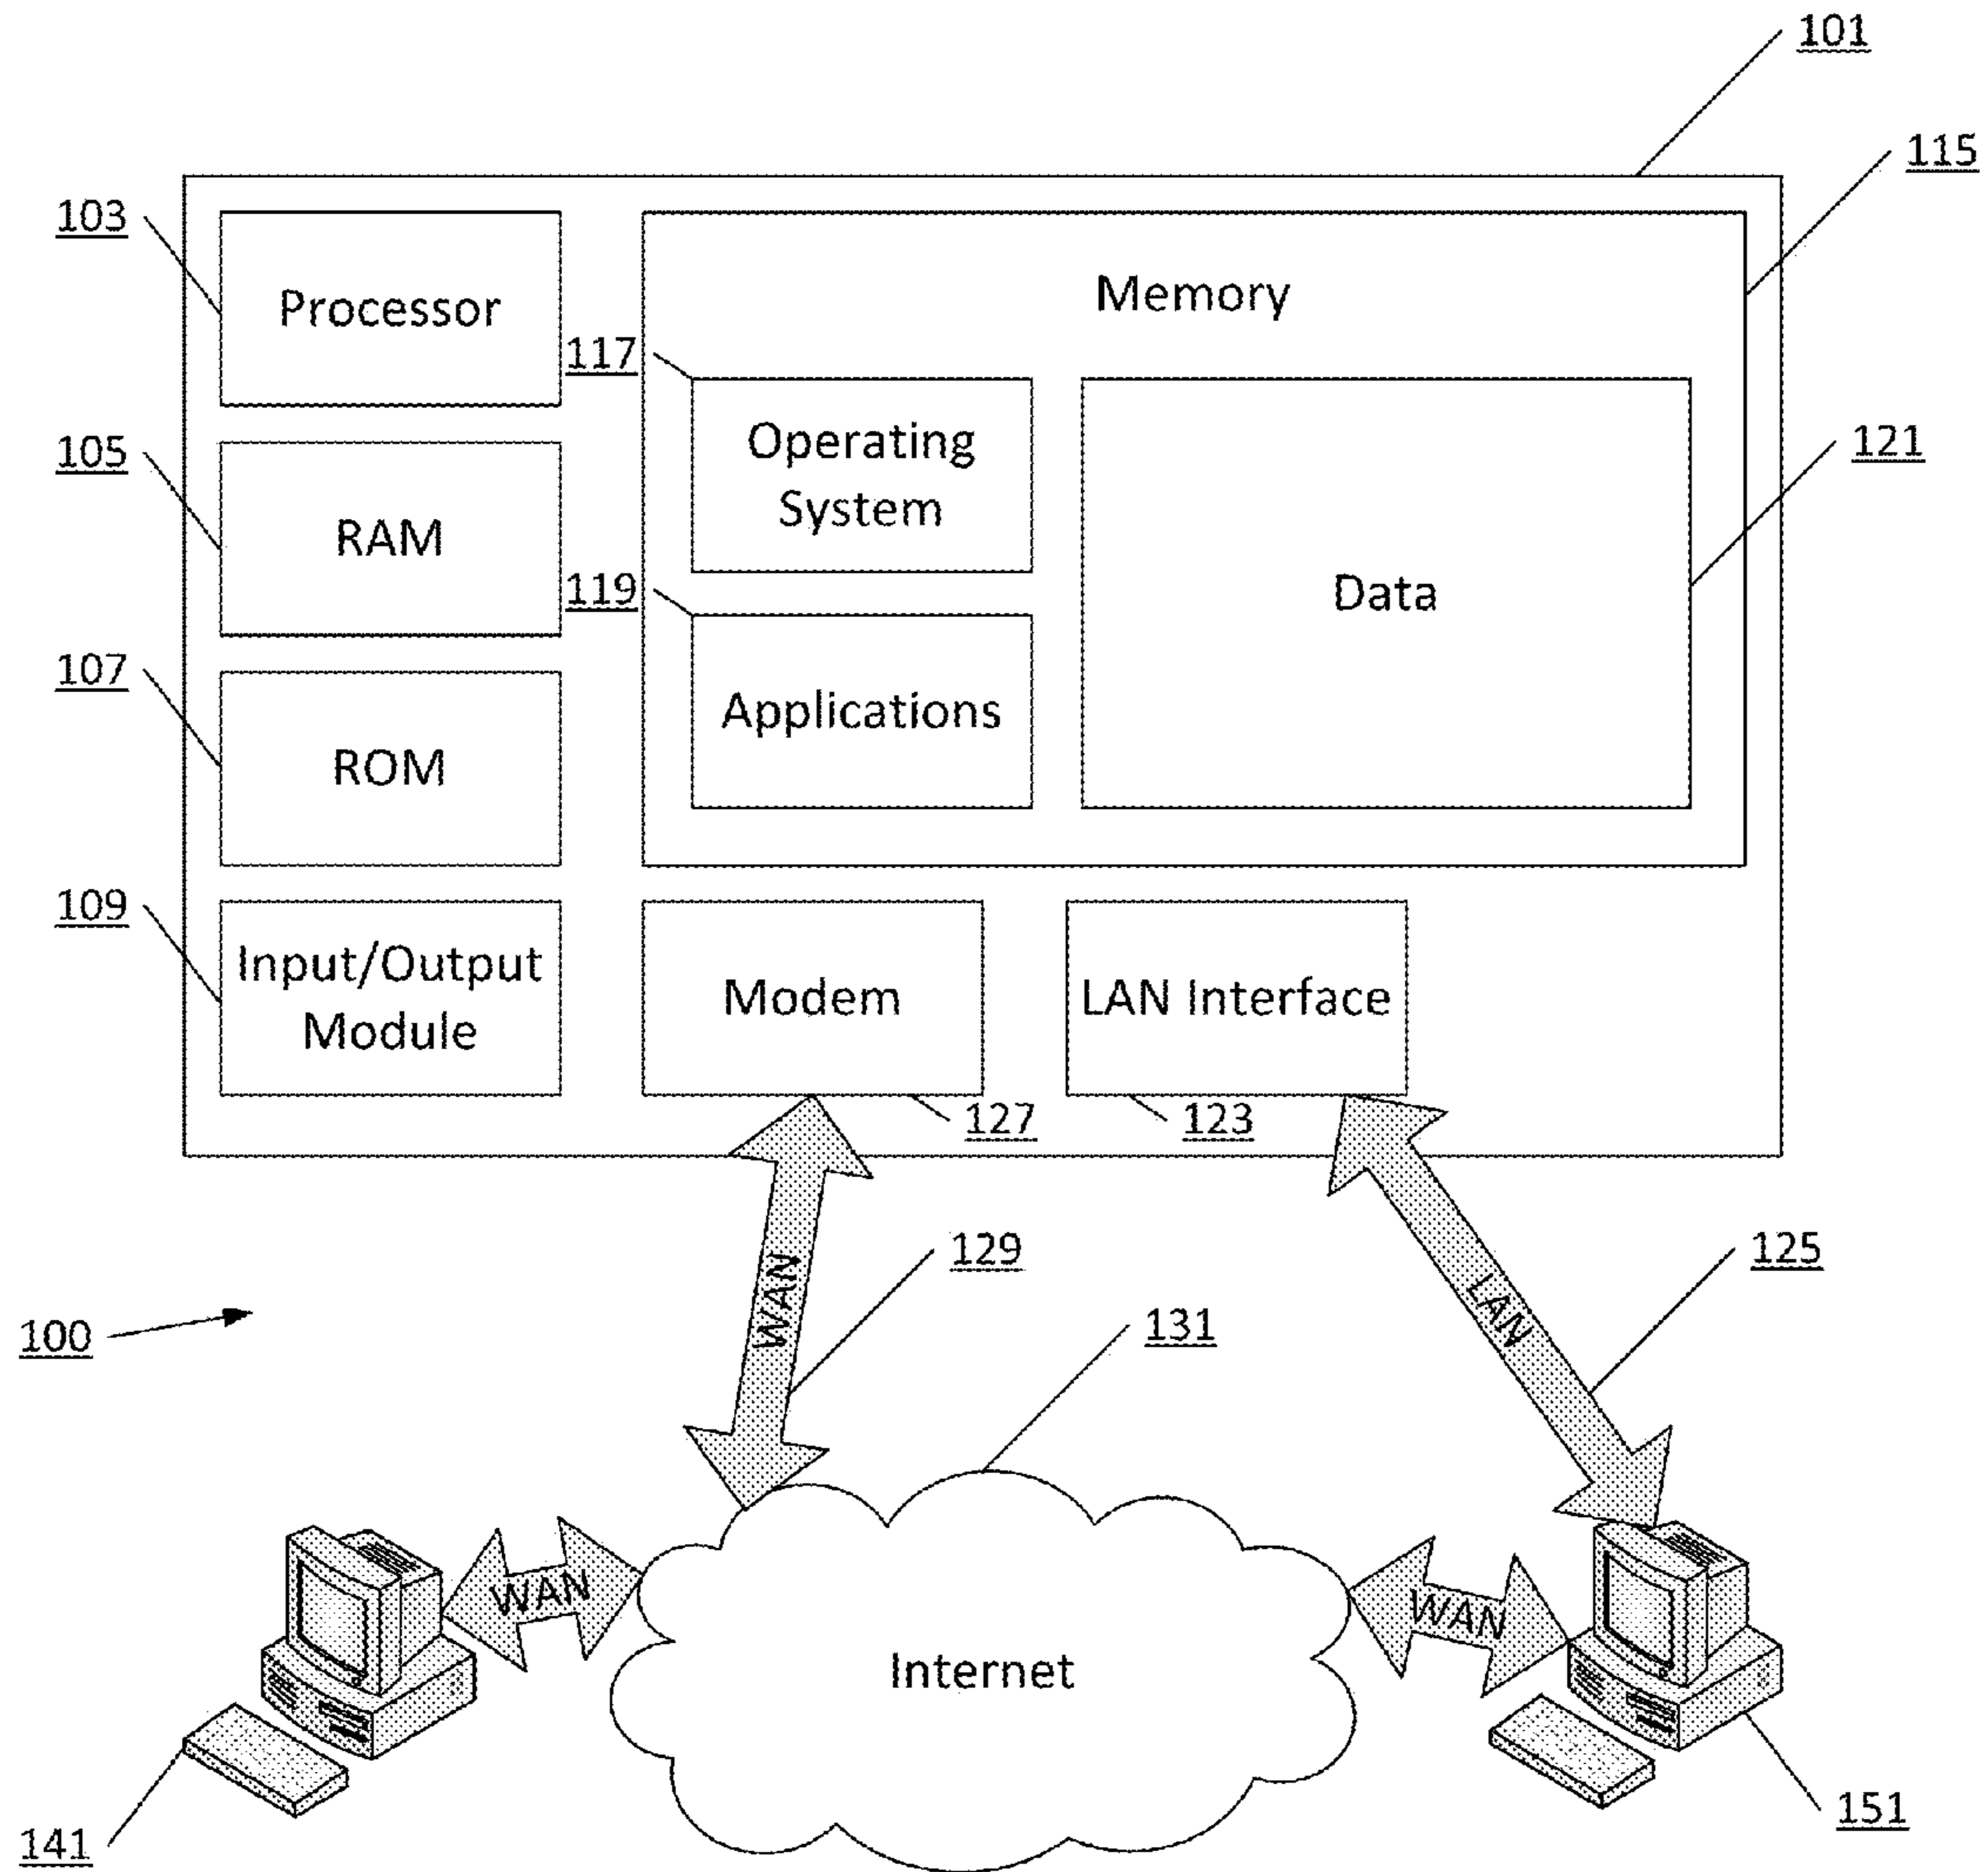 101
115
103
Processor
Memory
117
Operating
System
121
105
RAM
Data
119
Applications
107
ROM
109
Input/Output
Module
Modem
LAN Interface
127
123
129
125
WAN
LAN
100
131
WAN
WAN
Internet
141
151